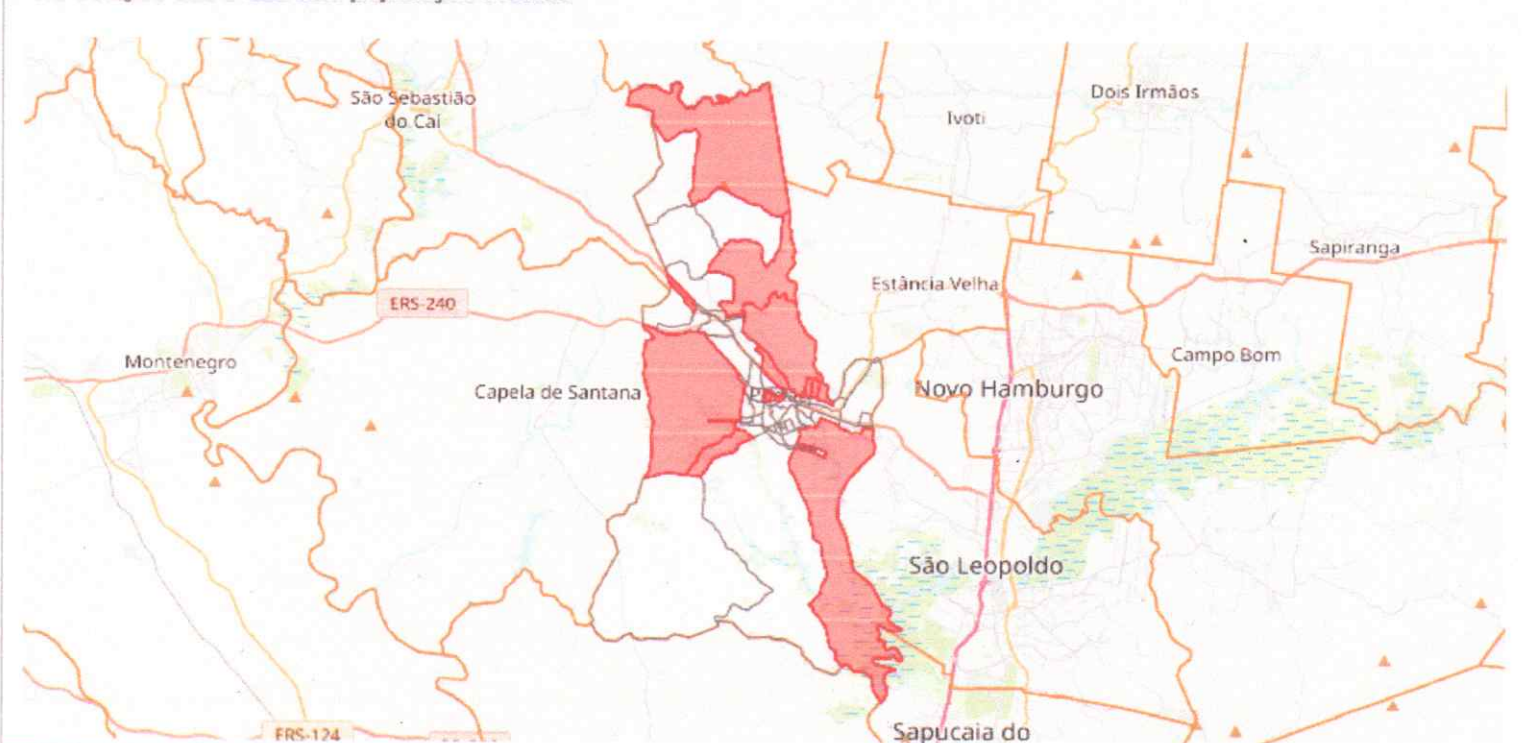 São Sebastião
do Caí
Dois Irmãos
Ivoti
Sapiranga
Estância Velha
ERS-240
Campo Bom
Montenegro
Capela de Santana
Novo Hamburgo
São Leopoldo
Sapucaia do
ERS-124